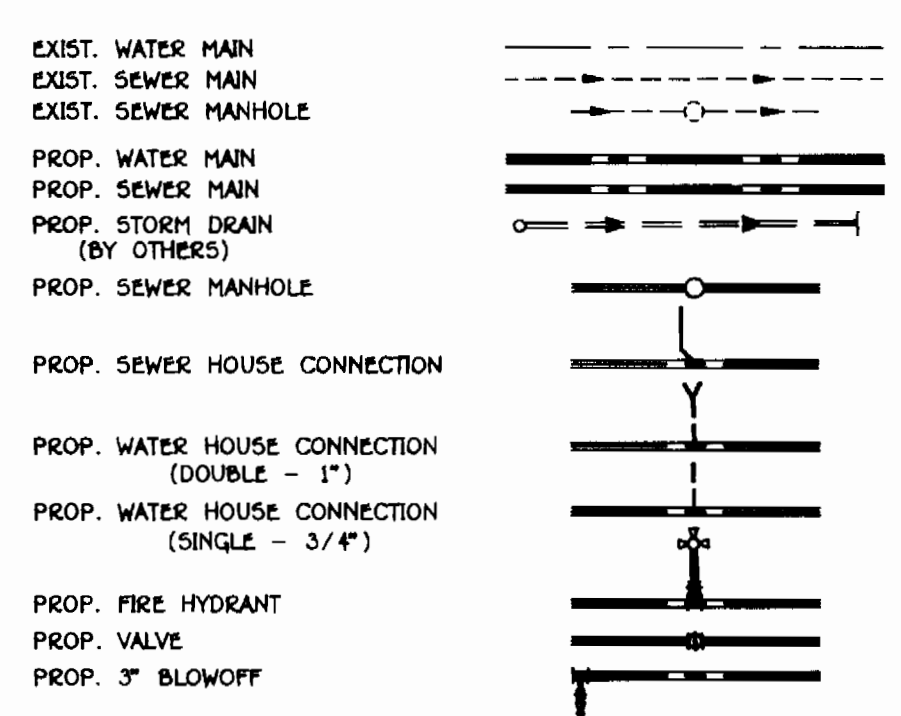 EXIST. WATER MAIN
EXIST. SEWER MAIN
EXIST. SEWER MANHOLE
PROP. WATER MAIN
PROP. SEWER MAIN
PROP. STORM DRAIN
(BY OTHERS)
PROP. SEWER MANHOLE
PROP. SEWER HOUSE CONNECTION
PROP. WATER HOUSE CONNECTION
(DOUBLE - 1")
PROP. WATER HOUSE CONNECTION
(SINGLE - 3/4")
PROP. FIRE HYDRANT
PROP. VALVE
PROP. 3" BLOWOFF